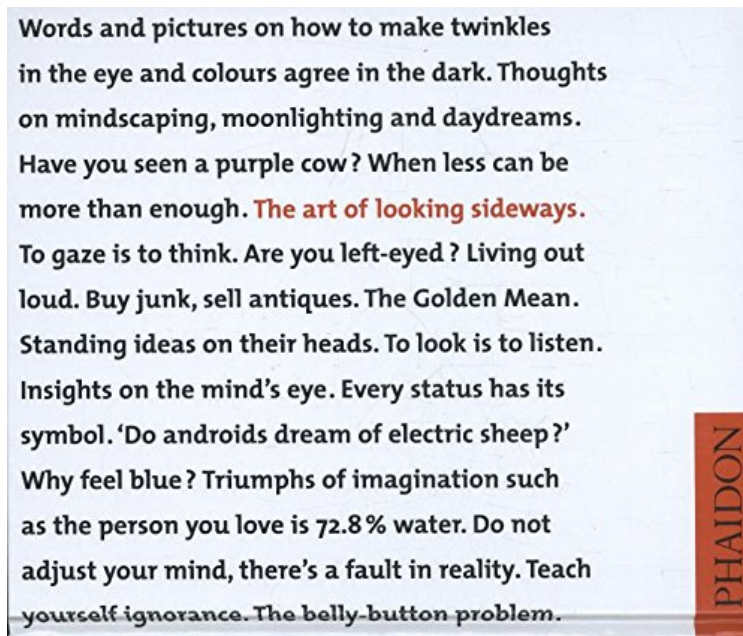 Words and pictures on how to make twinkles
in the eye and colours agree in the dark. Thoughts
on mindscaping, moonlighting and daydreams.
Have you seen a purple cow? When less can be
more than enough. The art of looking sideways.
To gaze is to think. Are you left-eyed? Living out
loud. Buy junk, sell antiques. The Golden Mean.
Standing ideas on their heads. To look is to listen.
Insights on the mind's eye. Every status has its
symbol. 'Do androids dream of electric sheep?'
Why feel blue? Triumphs of imagination such
as the person you love is 72.8% water. Do not
adjust your mind, there's a fault in reality. Teach
yourself ignorance. The belly-button problem.
PHAIDON